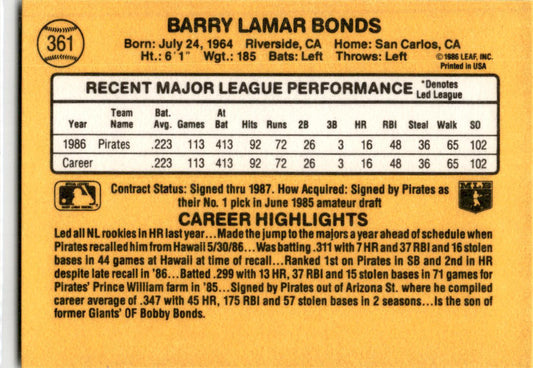 361
BARRY LAMAR BONDS
Born: July 24, 1964 Riverside, CA Home: San Carlos, CA
Ht.: 6'1" Wgt.: 185 Bats: Left Throws: Left
©1986 LEAF, INC.
Printed in USA
RECENT MAJOR LEAGUE PERFORMANCE *Denotes Led League
Year Team Name Bat. Avg. Games At Bat Hits Runs 2B 3B HR RBI Steal Walk SO
1986 Pirates .223 113 413 92 72 26 3 16 48 36 65 102
Career .223 113 413 92 72 26 3 16 48 36 65 102
Contract Status: Signed thru 1987. How Acquired: Signed by Pirates as
their No. 1 pick in June 1985 amateur draft
CAREER HIGHLIGHTS
Led all NL rookies in HR last year...Made the jump to the majors a year ahead of schedule when
Pirates recalled him from Hawaii 5/30/86...Was batting .311 with 7 HR and 37 RBI and 16 stolen
bases in 44 games at Hawaii at time of recall...Ranked 1st on Pirates in SB and 2nd in HR
despite late recall in '86...Batted .299 with 13 HR, 37 RBI and 15 stolen bases in 71 games for
Pirates' Prince William farm in '85...Signed by Pirates out of Arizona St. where he compiled
career average of .347 with 45 HR, 175 RBI and 57 stolen bases in 2 seasons...Is the son of
former Giants' OF Bobby Bonds.